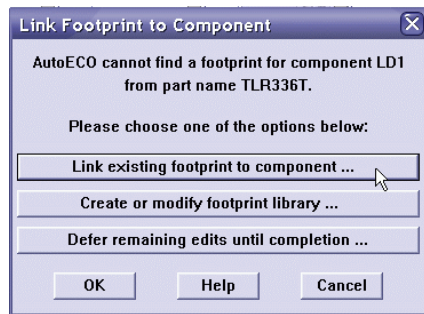 Link Footprint to Component
AutoECO cannot find a footprint for component LD1
from part name TLR336T.
Please choose one of the options below:
Link existing footprint to component ...
Create or modify footprint library ...
Defer remaining edits until completion ...
OK Help Cancel